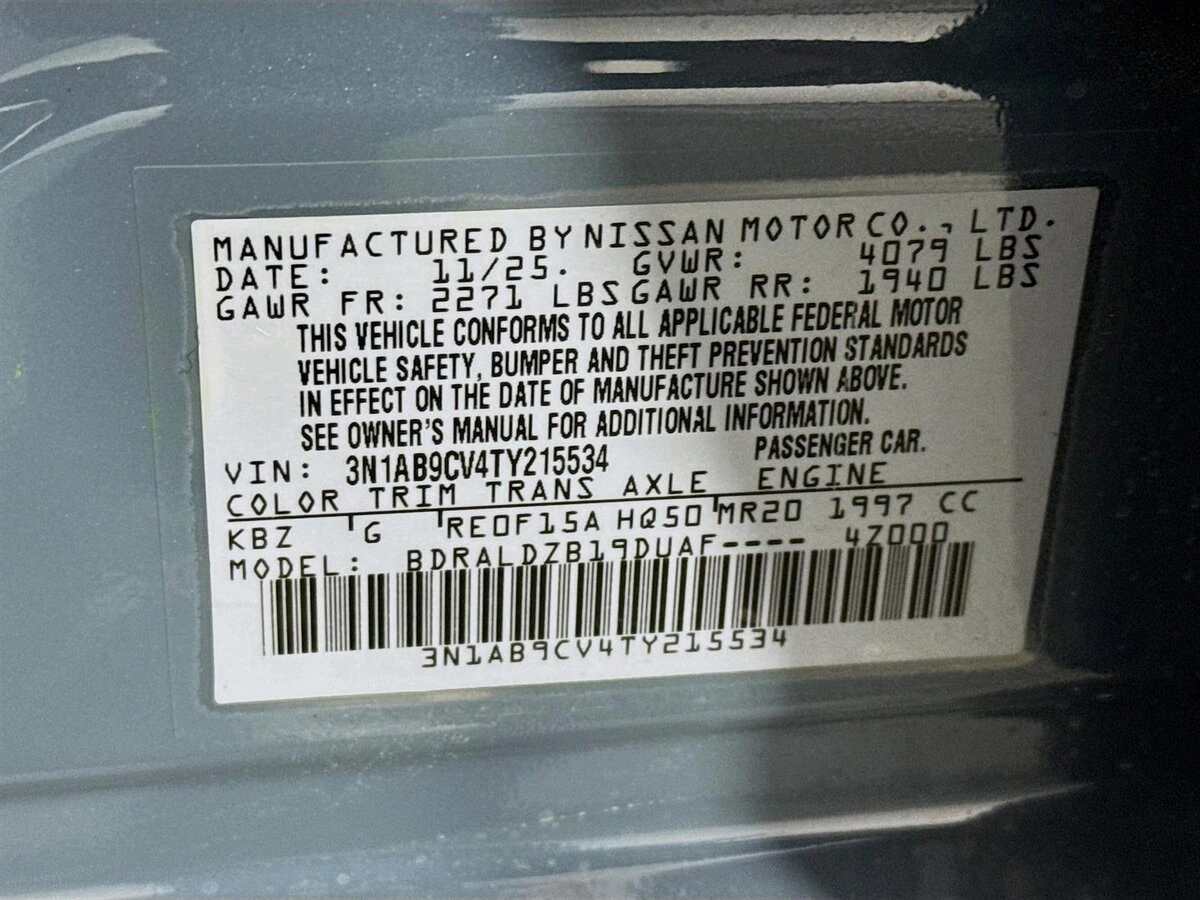 MANUFACTURED BY NISSAN MOTOR CO., LTD.
DATE: 11/25. GVWR: 4079 LBS
GAWR FR: 2271 LBS GAWR RR: 1940 LBS
THIS VEHICLE CONFORMS TO ALL APPLICABLE FEDERAL MOTOR
VEHICLE SAFETY, BUMPER AND THEFT PREVENTION STANDARDS
IN EFFECT ON THE DATE OF MANUFACTURE SHOWN ABOVE.
SEE OWNER'S MANUAL FOR ADDITIONAL INFORMATION.
VIN: 3N1AB9CV4TY215534 PASSENGER CAR.
COLOR TRIM TRANS AXLE ENGINE
KBZ G RE0F15A HQ50 MR20 1997 CC
MODEL: BDRALDZB19DUAF---- 4Z000
3N1AB9CV4TY215534